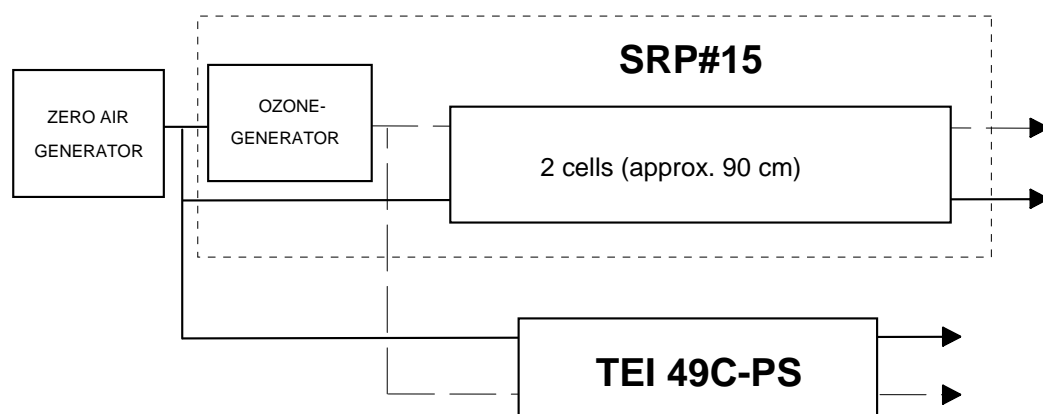 SRP#15
ZERO AIR
GENERATOR
OZONE-
GENERATOR
2 cells (approx. 90 cm)
TEI 49C-PS